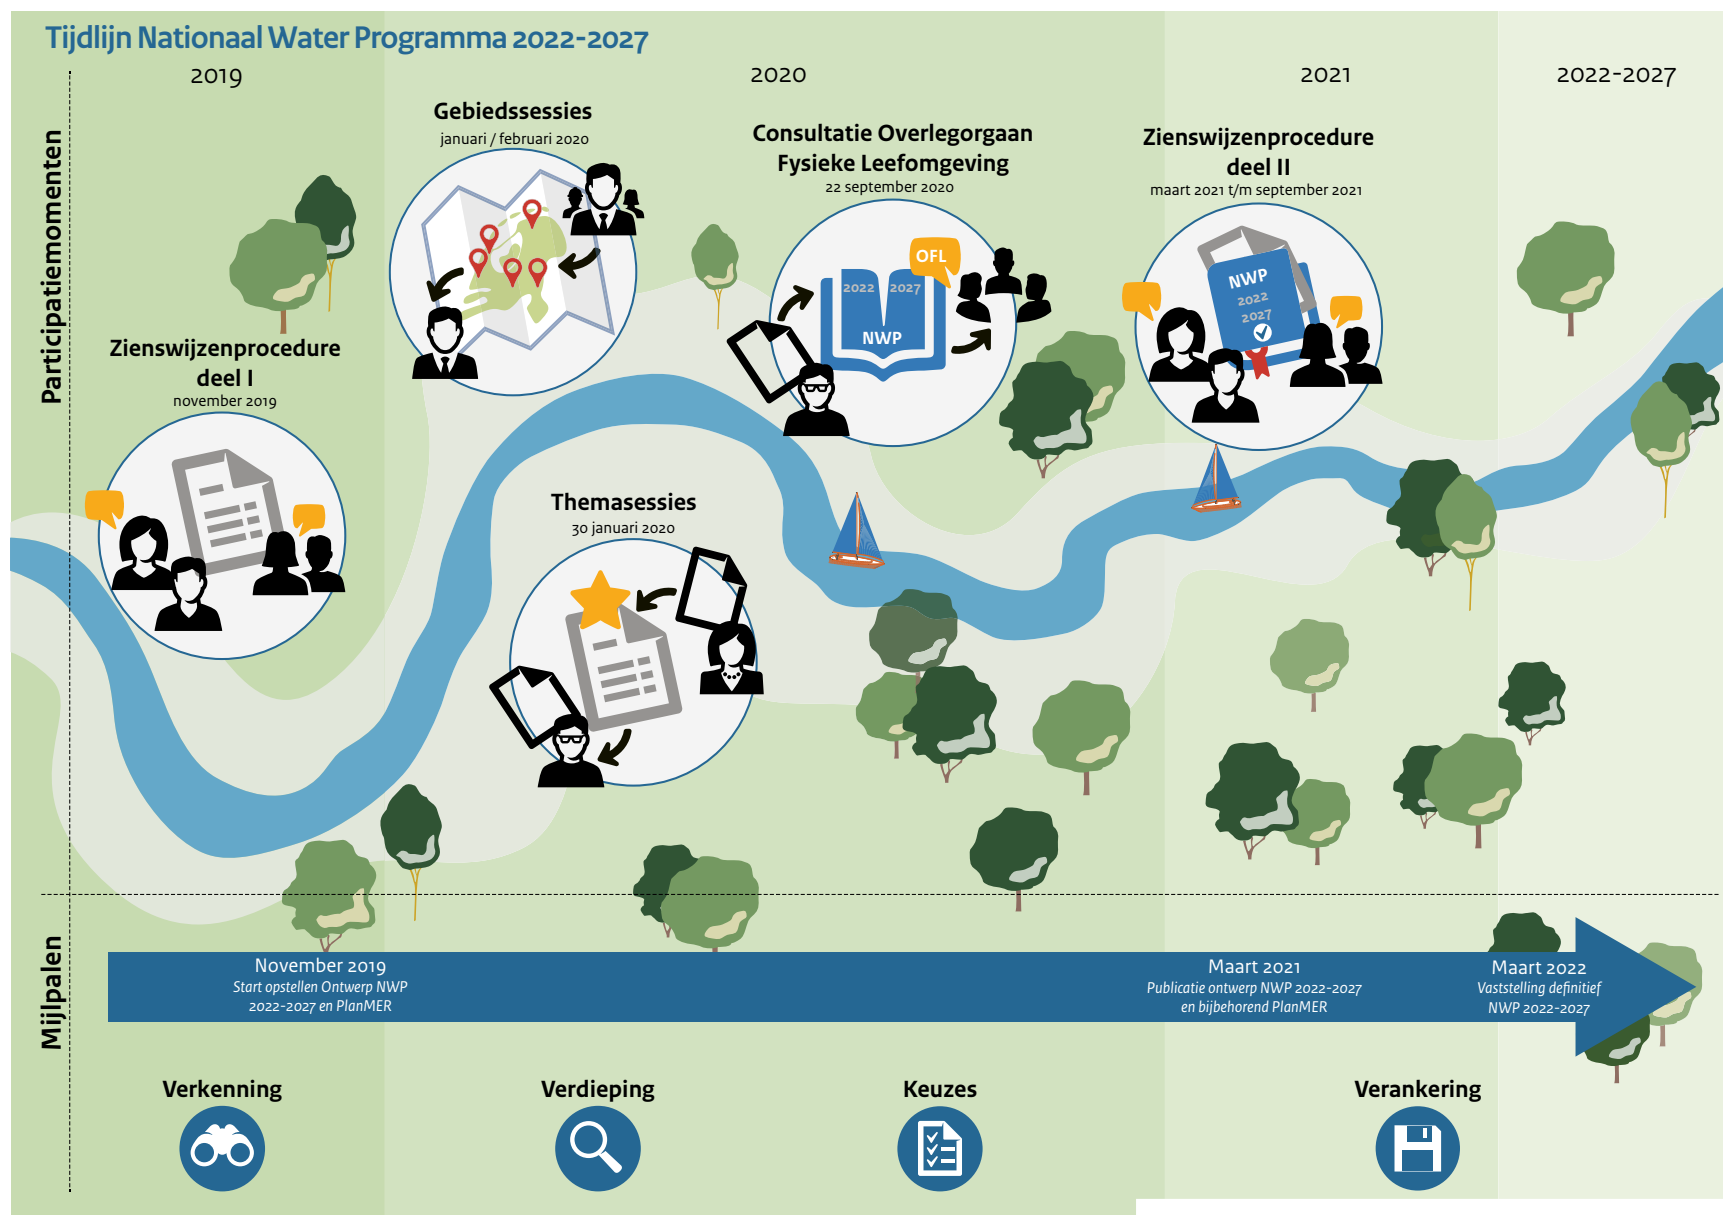 Tijdlijn Nationaal Water Programma 2022-2027
2019
2020
2021
2022-2027
Participatiemomenten
Zienswijzenprocedure
deel I
november 2019
Gebiedssessies
januari / februari 2020
Themasessies
30 januari 2020
Consultatie Overlegorgaan
Fysieke Leefomgeving
22 september 2020
OFL
2022 2027
NWP
Zienswijzenprocedure
deel II
maart 2021 t/m september 2021
NWP
2022
2027
Mijlpalen
November 2019
Start opstellen Ontwerp NWP
2022-2027 en PlanMER
Maart 2021
Publicatie ontwerp NWP 2022-2027
en bijbehorend PlanMER
Maart 2022
Vaststelling definitief
NWP 2022-2027
Verkenning
Verdieping
Keuzes
Verankering